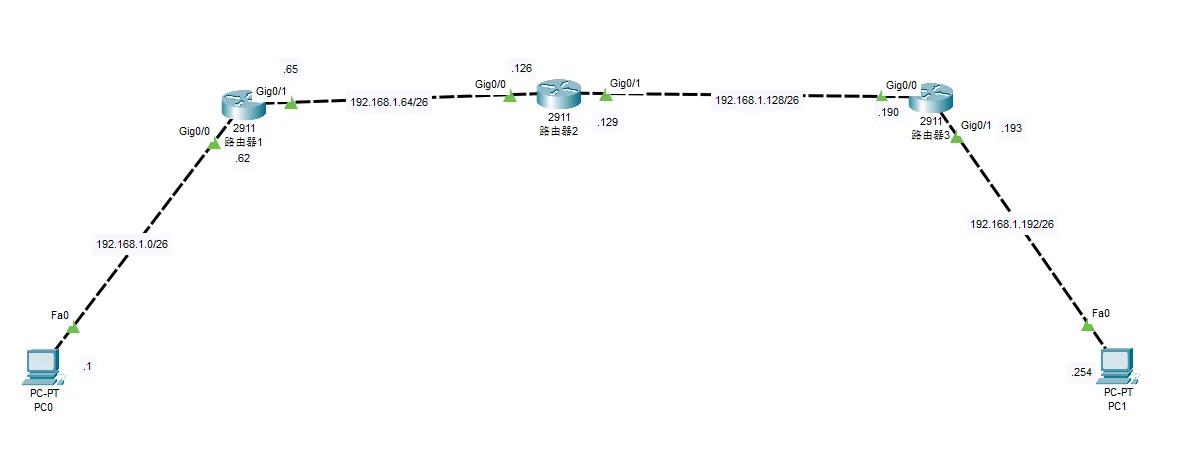 .65
Gig0/1
192.168.1.64/26
.126
Gig0/0
Gig0/1
2911
路由器2
.129
192.168.1.128/26
Gig0/0
.190
2911
路由器3
Gig0/1
.193
Gig0/0
2911
路由器1
.62
192.168.1.0/26
192.168.1.192/26
Fa0
.1
PC-PT
PC0
Fa0
.254
PC-PT
PC1